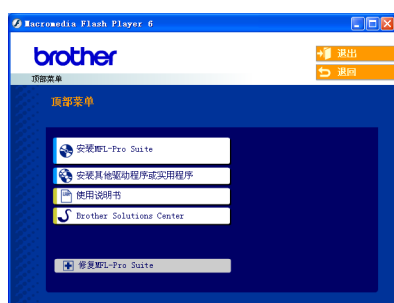 Macromedia Flash Player 6
brother
退出
退回
顶部菜单
顶部菜单
安装MFL-Pro Suite
安装其他驱动程序或实用程序
使用说明书
Brother Solutions Center
修复MFL-Pro Suite